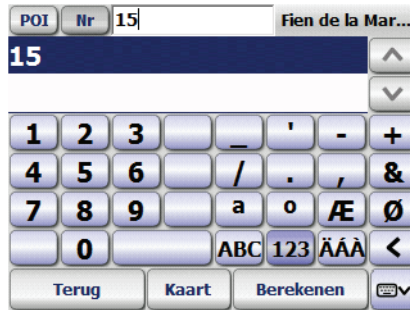 POI Nr 15 Fien de la Mar...
15
1 2 3 _ ' - +
4 5 6 / . , &
7 8 9 a o Æ Ø
0 ABC 123 ÄÁÀ <
Terug Kaart Berekenen